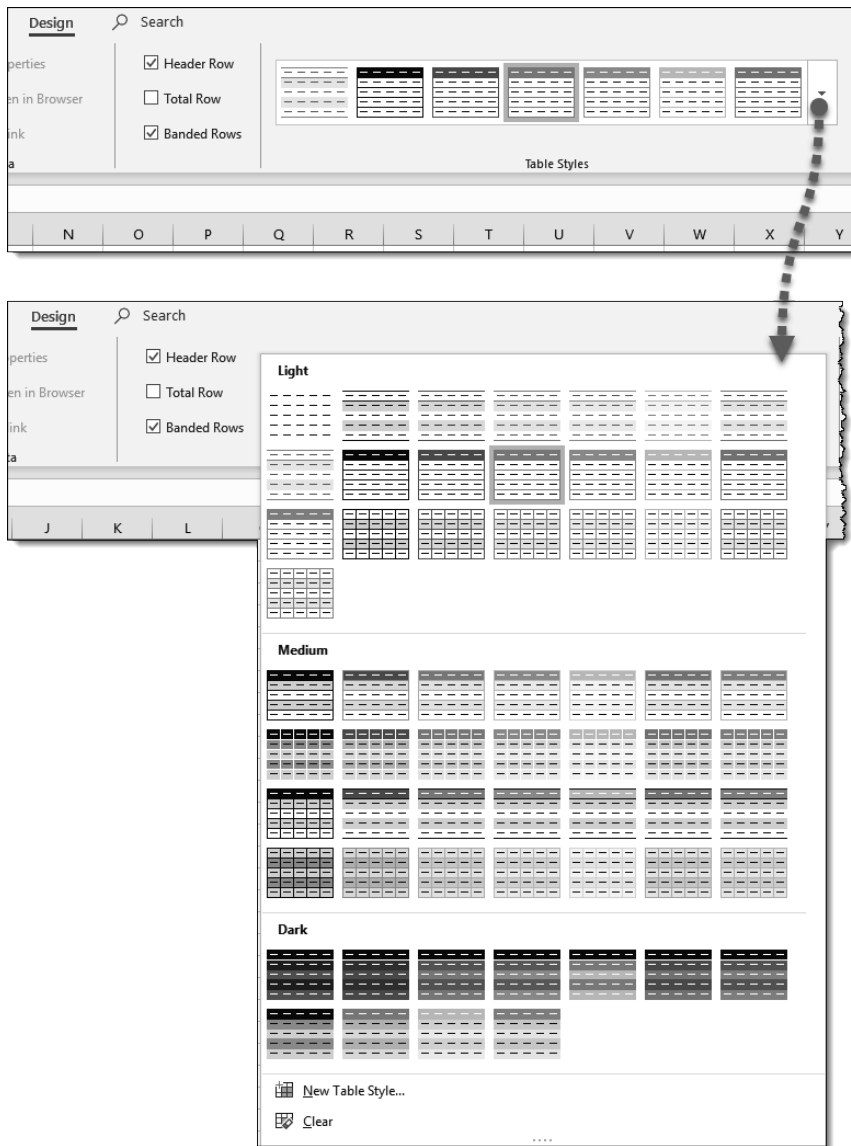 Design Search
perties
Header Row
en in Browser
Total Row
ink
Banded Rows
a
Table Styles
N O P Q R S T U V W X Y
Design Search
perties
Header Row
en in Browser
Total Row
ink
Banded Rows
ta
J K L
Light
Medium
Dark
New Table Style...
Clear